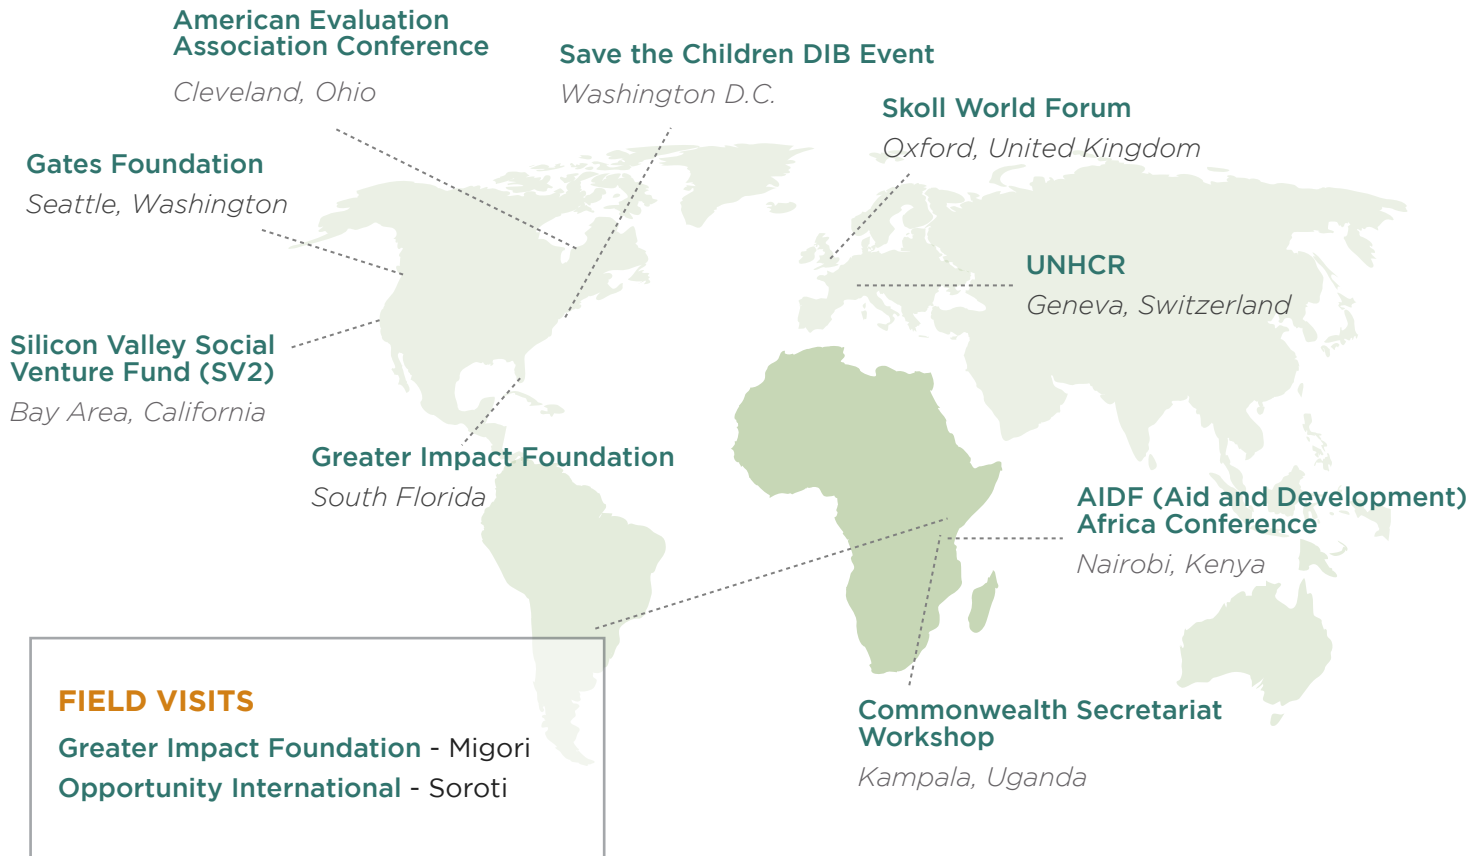 American Evaluation
Association Conference
Cleveland, Ohio
Save the Children DIB Event
Washington D.C.
Skoll World Forum
Oxford, United Kingdom
Gates Foundation
Seattle, Washington
UNHCR
Geneva, Switzerland
Silicon Valley Social
Venture Fund (SV2)
Bay Area, California
Greater Impact Foundation
South Florida
AIDF (Aid and Development)
Africa Conference
Nairobi, Kenya
Commonwealth Secretariat
Workshop
Kampala, Uganda
FIELD VISITS
Greater Impact Foundation - Migori
Opportunity International - Soroti